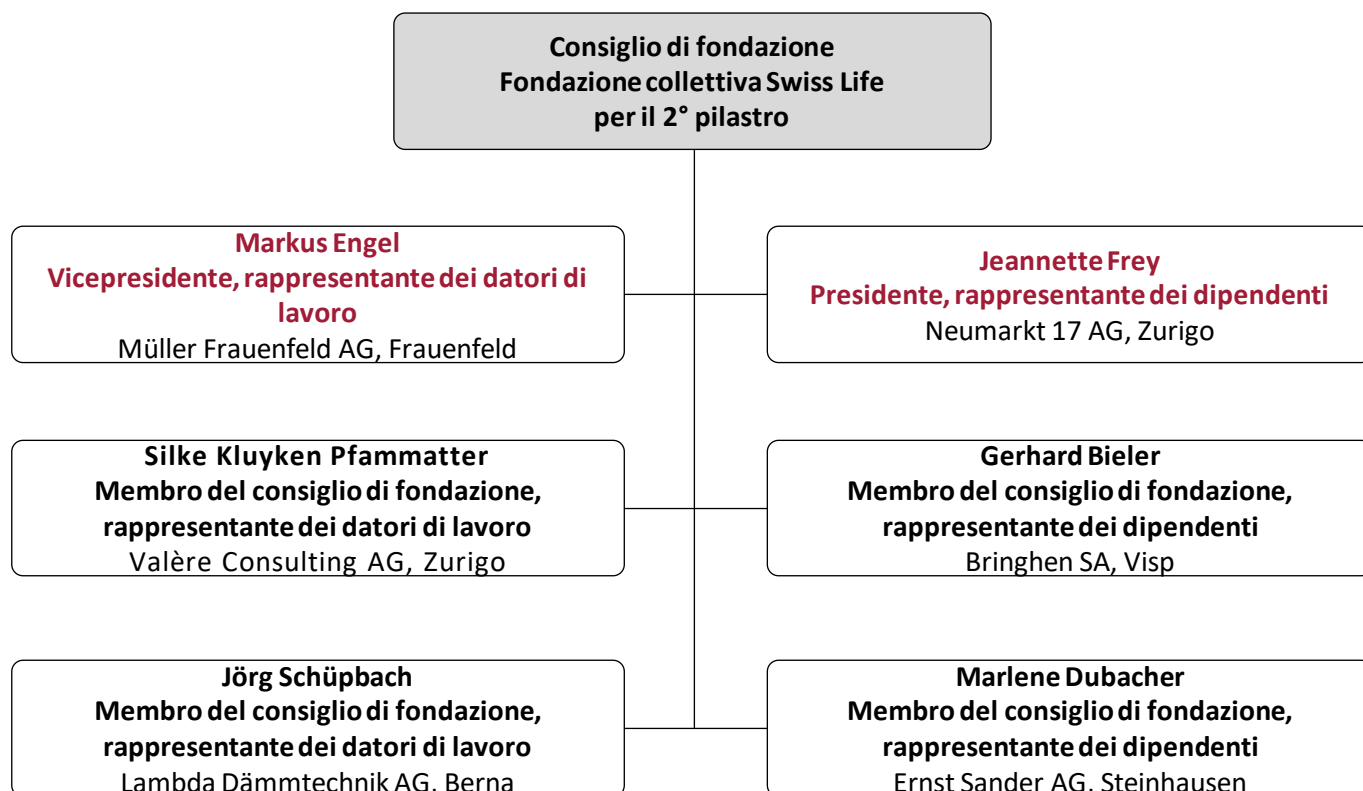 Consiglio di fondazione
Fondazione collettiva Swiss Life
per il 2° pilastro
Markus Engel
Vicepresidente, rappresentante dei datori di
lavoro
Müller Frauenfeld AG, Frauenfeld
Jeannette Frey
Presidente, rappresentante dei dipendenti
Neumarkt 17 AG, Zurigo
Silke Kluyken Pfammatter
Membro del consiglio di fondazione,
rappresentante dei datori di lavoro
Valère Consulting AG, Zurigo
Gerhard Bieler
Membro del consiglio di fondazione,
rappresentante dei dipendenti
Bringhen SA, Visp
Jörg Schüpbach
Membro del consiglio di fondazione,
rappresentante dei datori di lavoro
Lambda Dämmtechnik AG, Berna
Marlene Dubacher
Membro del consiglio di fondazione,
rappresentante dei dipendenti
Ernst Sander AG, Steinhausen